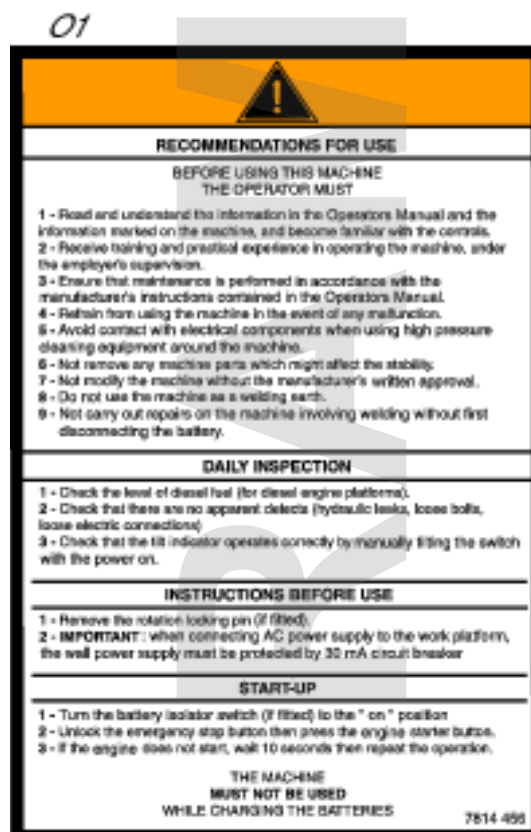 01
RECOMMENDATIONS FOR USE
BEFORE USING THIS MACHINE
THE OPERATOR MUST
1 - Read and understand the information in the Operators Manual and the
information marked on the machine, and become familiar with the controls.
2 - Receive training and practical experience in operating the machine, under
the employer's supervision.
3 - Ensure that maintenance is performed in accordance with the
manufacturer's instructions contained in the Operators Manual.
4 - Refrain from using the machine in the event of any malfunction.
5 - Avoid contact with electrical components when using high pressure
cleaning equipment around the machine.
6 - Not remove any machine parts which might affect the stability.
7 - Not modify the machine without the manufacturer's written approval.
8 - Do not use the machine as a welding earth.
9 - Not carry out repairs on the machine involving welding without first
disconnecting the battery.
DAILY INSPECTION
1 - Check the level of diesel fuel (for diesel engine platforms).
2 - Check that there are no apparent defects (hydraulic leaks, loose bolts,
loose electric connections)
3 - Check that the tilt indicator operates correctly by manually tilting the switch
with the power on.
INSTRUCTIONS BEFORE USE
1 - Remove the rotation locking pin (if fitted).
2 - IMPORTANT : when connecting AC power supply to the work platform,
the wall power supply must be protected by 30 mA circuit breaker
START-UP
1 - Turn the battery isolator switch (if fitted) to the " on " position
2 - Unlock the emergency stop button then press the engine starter button.
3 - If the engine does not start, wait 10 seconds then repeat the operation.
THE MACHINE
MUST NOT BE USED
WHILE CHARGING THE BATTERIES
7814 456